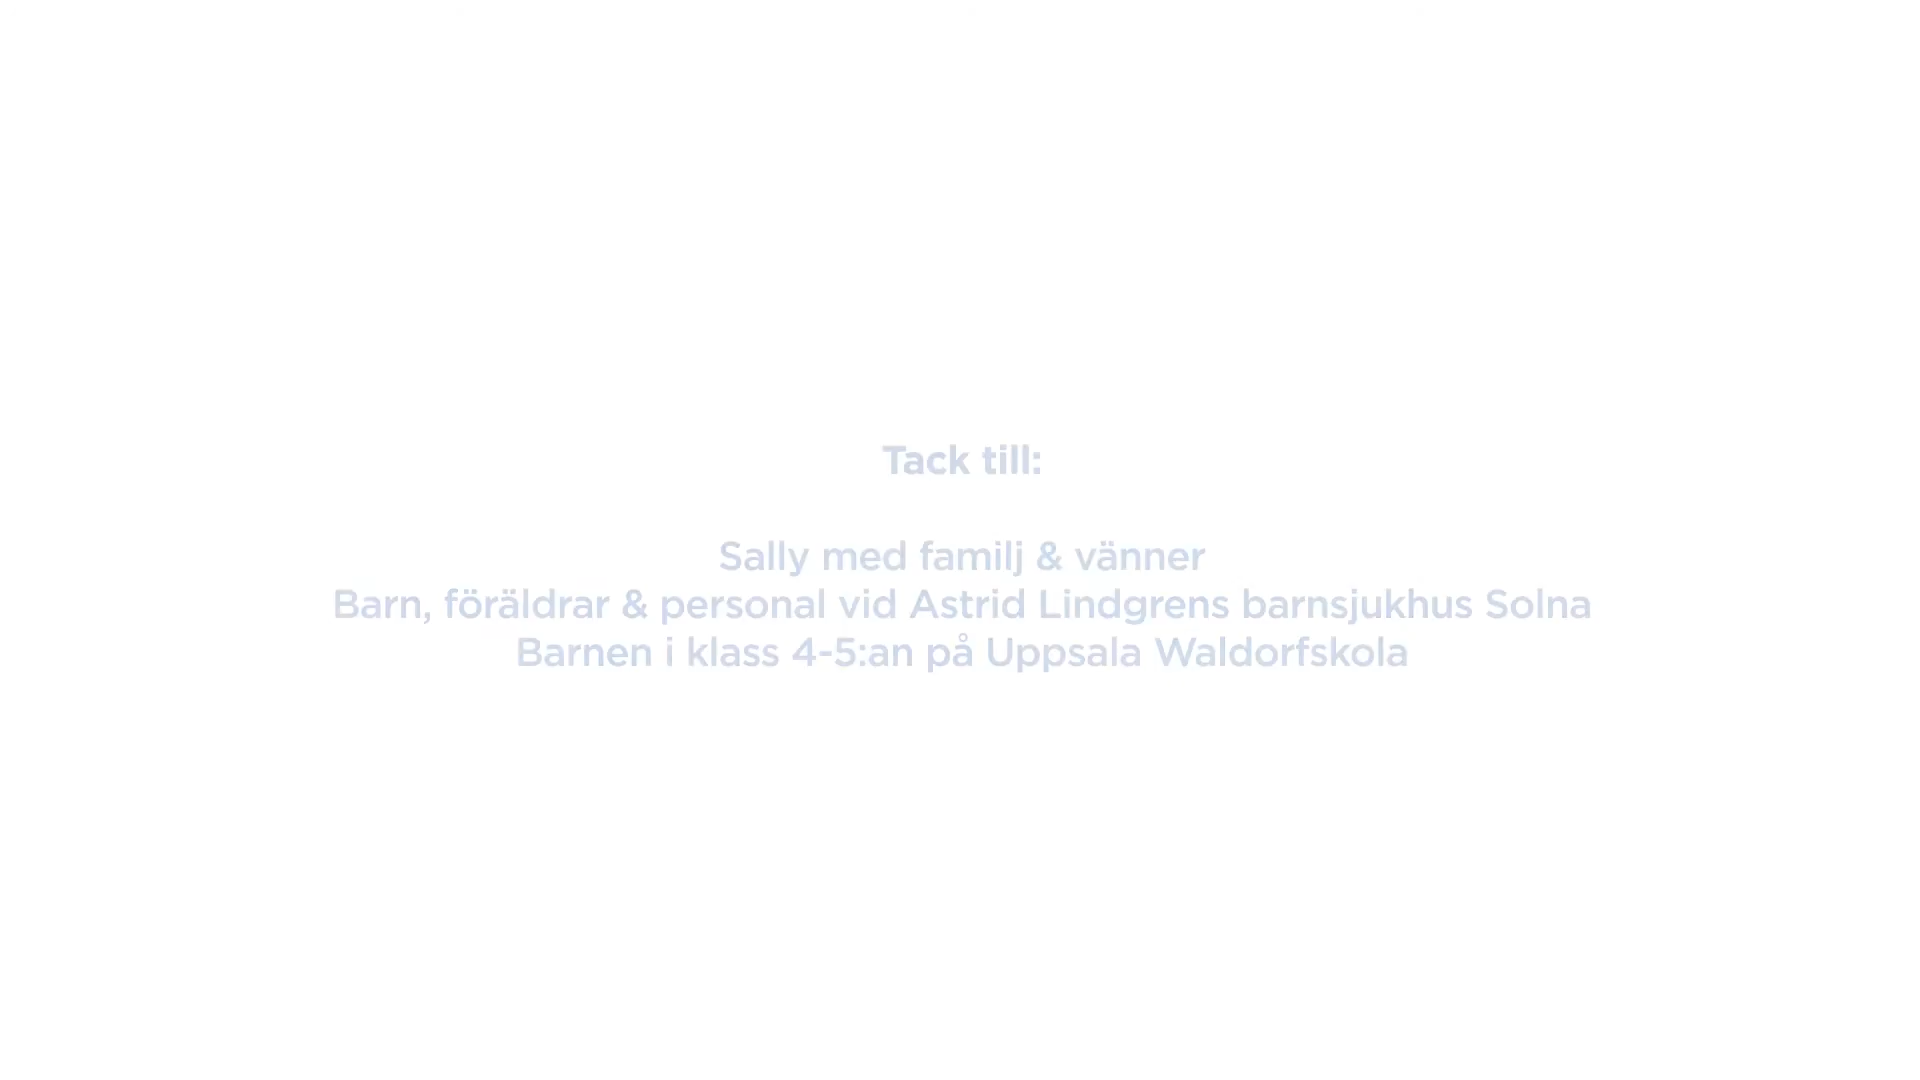 Tack till:
Sally med familj & vänner
Barn, föräldrar & personal vid Astrid Lindgrens barnsjukhus Solna
Barnen i klass 4-5:an på Uppsala Waldorfskola